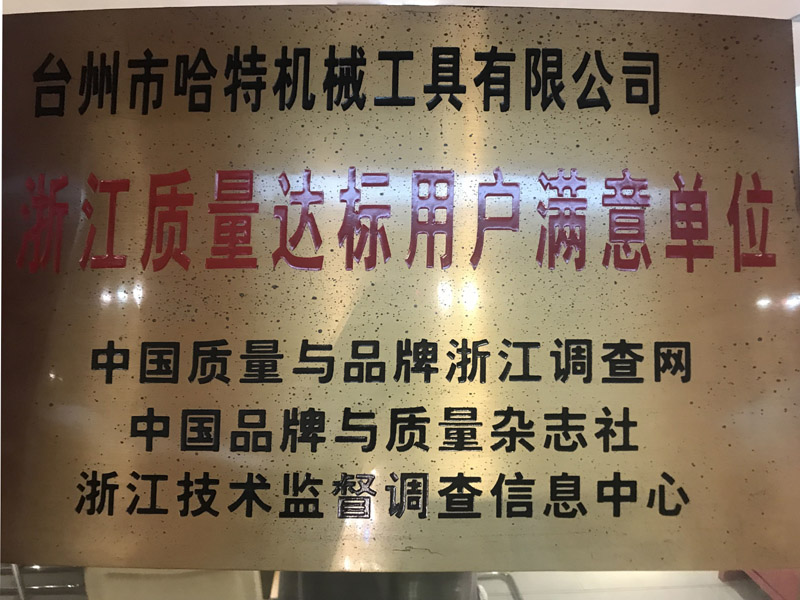 台州市哈特机械工具有限公司
浙江质量达标用户满意单位
中国质量与品牌浙江调查网
中国品牌与质量杂志社
浙江技术监督调查信息中心